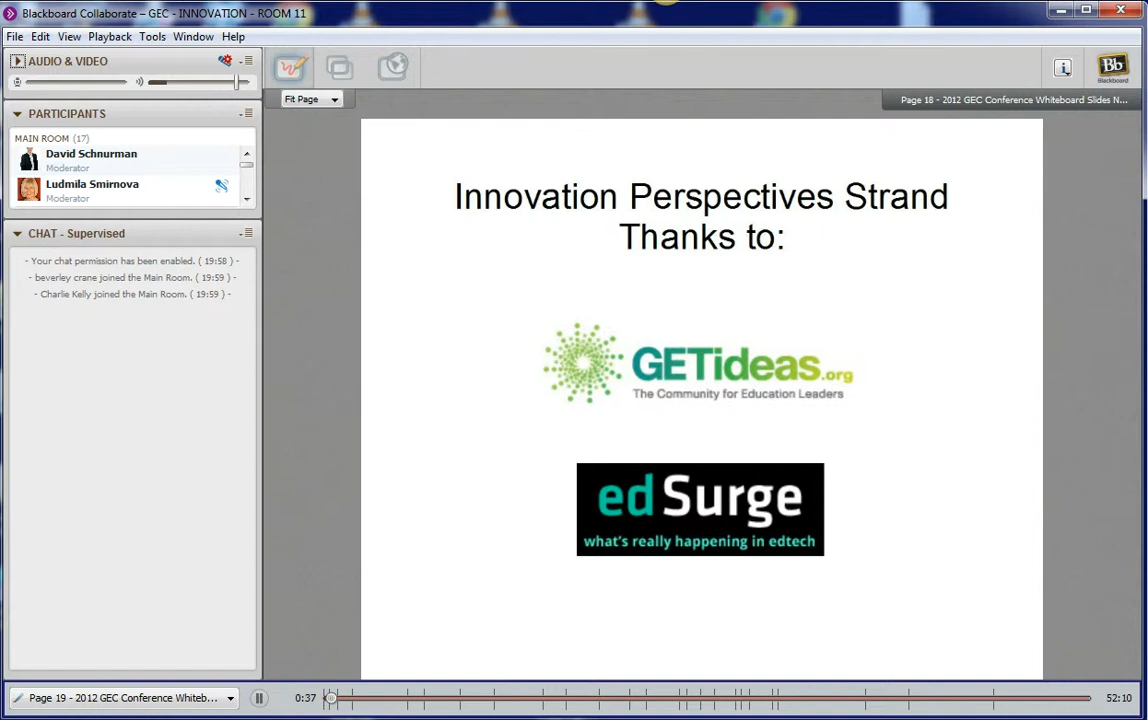 Blackboard Collaborate – GEC - INNOVATION - ROOM 11
File Edit View Playback Tools Window Help
AUDIO & VIDEO
Fit Page
Page 18 - 2012 GEC Conference Whiteboard Slides N...
Bb
Blackboard
PARTICIPANTS
MAIN ROOM (17)
David Schnurman
Moderator
Ludmila Smirnova
Moderator
CHAT - Supervised
- Your chat permission has been enabled. ( 19:58 ) -
- beverley crane joined the Main Room. ( 19:59 ) -
- Charlie Kelly joined the Main Room. ( 19:59 ) -
Innovation Perspectives Strand
Thanks to:
GETideas.org
The Community for Education Leaders
edSurge
what's really happening in edtech
Page 19 - 2012 GEC Conference Whiteb...
0:37
52:10